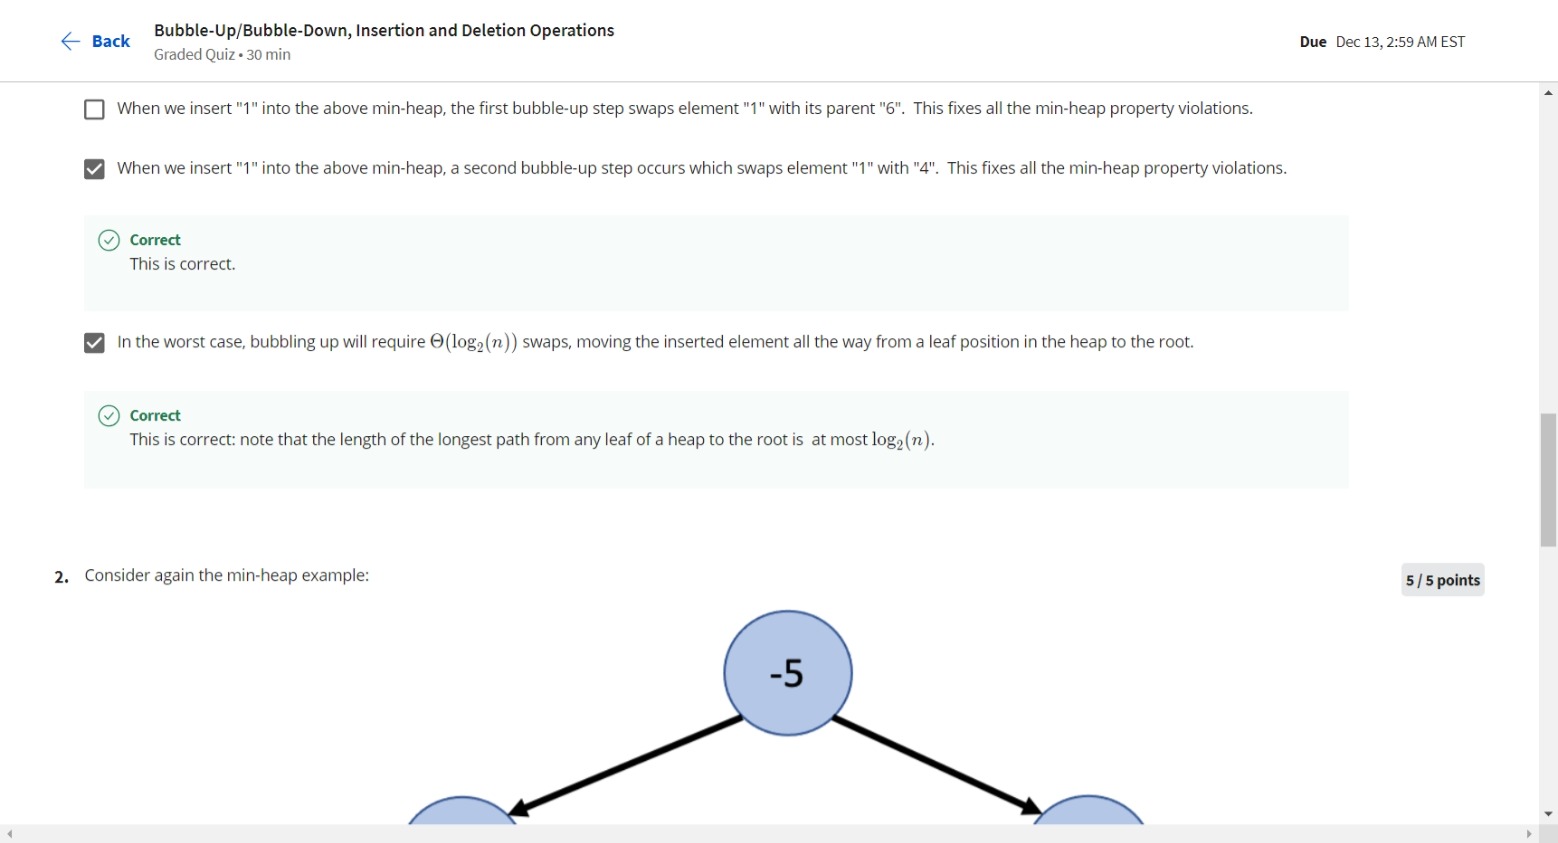 Back
Bubble-Up/Bubble-Down, Insertion and Deletion Operations
Graded Quiz • 30 min
Due Dec 13, 2:59 AM EST
When we insert "1" into the above min-heap, the first bubble-up step swaps element "1" with its parent "6". This fixes all the min-heap property violations.
When we insert "1" into the above min-heap, a second bubble-up step occurs which swaps element "1" with "4". This fixes all the min-heap property violations.
Correct
This is correct.
In the worst case, bubbling up will require Θ(log₂(n)) swaps, moving the inserted element all the way from a leaf position in the heap to the root.
Correct
This is correct: note that the length of the longest path from any leaf of a heap to the root is at most log₂(n).
2. Consider again the min-heap example:
5 / 5 points
-5